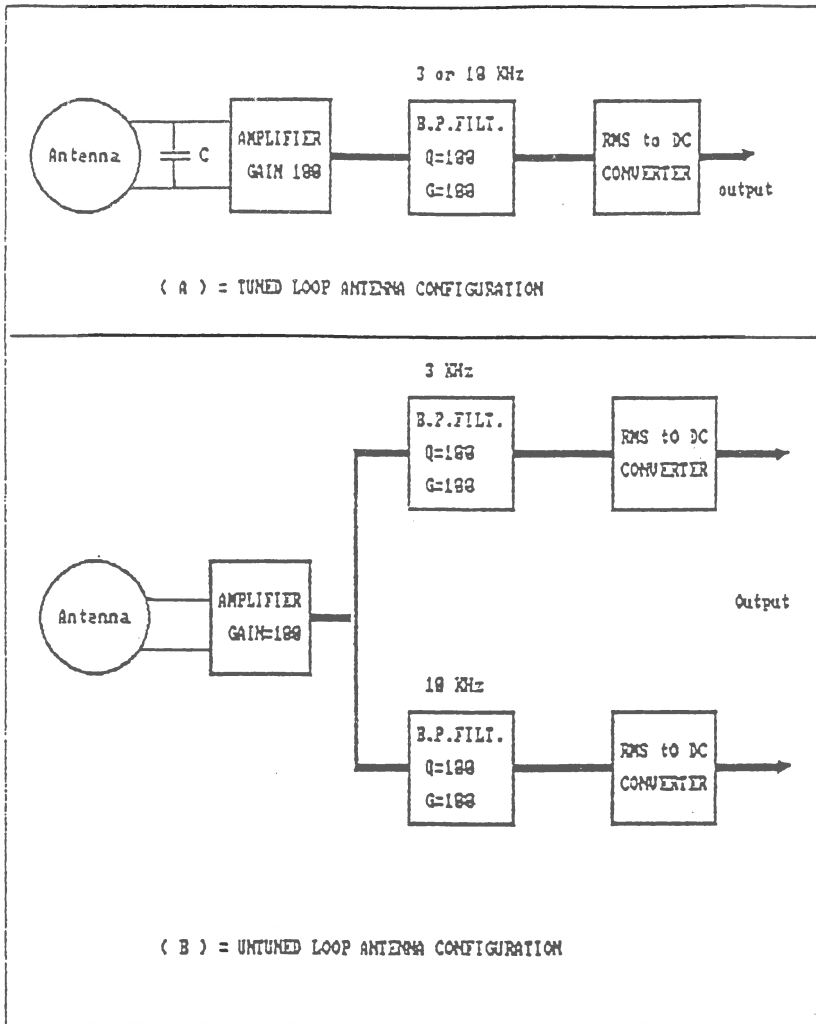 3 or 10 KHz
Antenna
C
AMPLIFIER
GAIN 100
B.P.FILT.
Q=100
G=100
RMS to DC
CONVERTER
output
( A ) = TUNED LOOP ANTENNA CONFIGURATION
3 KHz
B.P.FILT.
Q=100
G=100
RMS to DC
CONVERTER
Antenna
AMPLIFIER
GAIN=100
Output
10 KHz
B.P.FILT.
Q=100
G=100
RMS to DC
CONVERTER
( B ) = UNTUNED LOOP ANTENNA CONFIGURATION